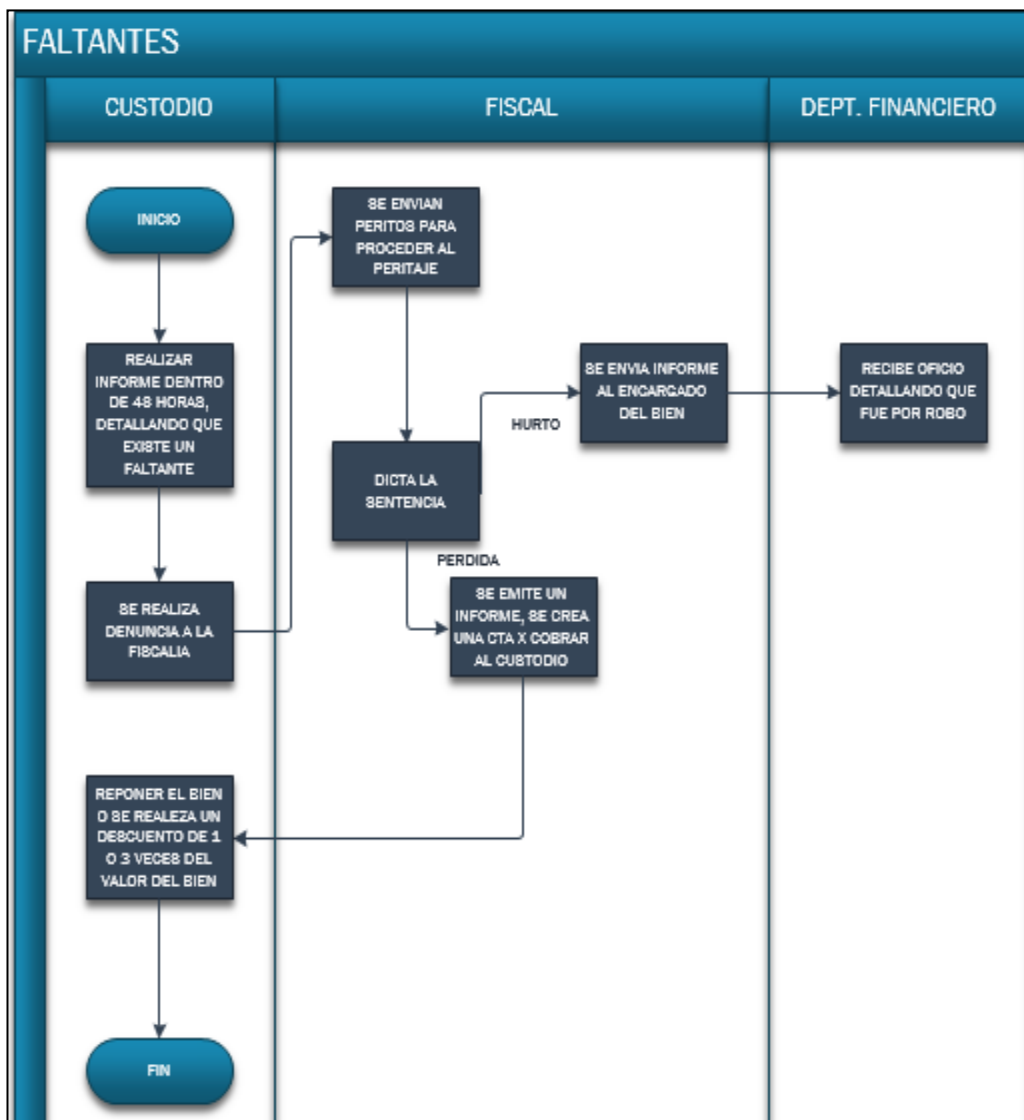 FALTANTES
CUSTODIO
FISCAL
DEPT. FINANCIERO
INICIO
REALIZAR
INFORME DENTRO
DE 48 HORAS,
DETALLANDO QUE
EXISTE UN
FALTANTE
SE REALIZA
DENUNCIA A LA
FISCALIA
SE ENVIAN
PERITOS PARA
PROCEDER AL
PERITAJE
DICTA LA
SENTENCIA
HURTO
SE ENVIA INFORME
AL ENCARGADO
DEL BIEN
RECIBE OFICIO
DETALLANDO QUE
FUE POR ROBO
PERDIDA
SE EMITE UN
INFORME, SE CREA
UNA CTA X COBRAR
AL CUSTODIO
REPONER EL BIEN
O SE REALEZA UN
DESCUENTO DE 1
O 3 VECES DEL
VALOR DEL BIEN
FIN